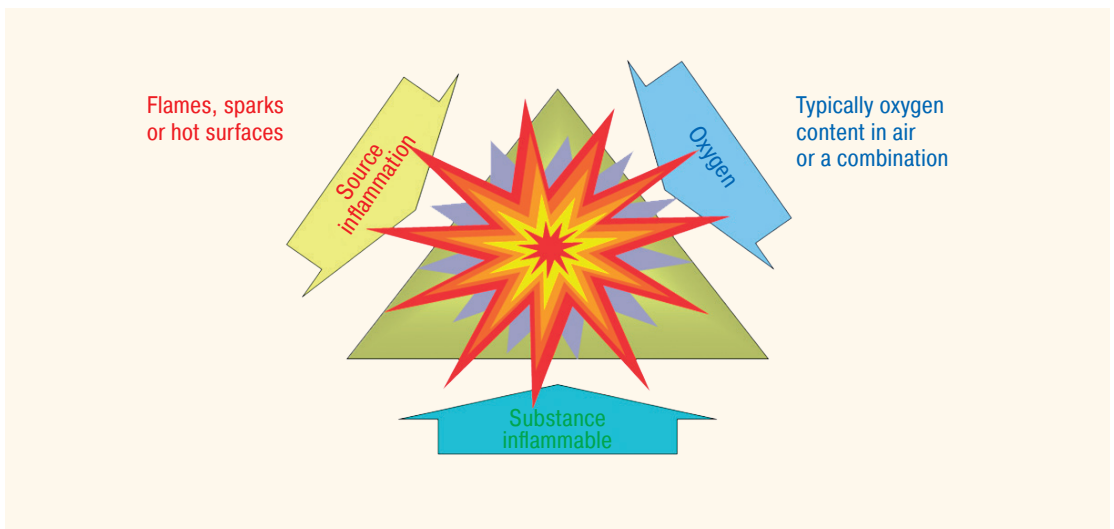 Flames, sparks
or hot surfaces
Source
inflammation
Oxygen
Typically oxygen
content in air
or a combination
Substance
inflammable